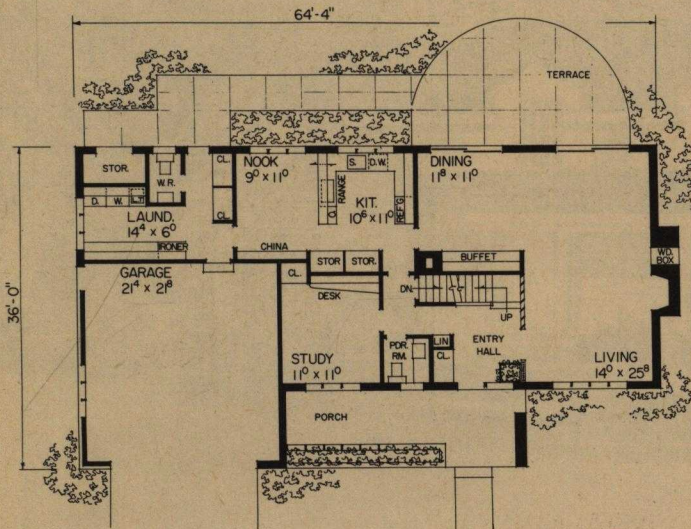 64'-4"
TERRACE
36'-0"
STOR.
W.R.
CL.
NOOK
9⁰ x 11⁰
S.
D.W.
RANGE
O.
KIT.
10⁶ x 11⁰
REF'G
DINING
11⁸ x 11⁰
D.
W.
L.T.
LAUND.
14⁴ x 6⁰
IRONER
CL.
CHINA
STOR
STOR.
BUFFET
WD.
BOX
GARAGE
21⁴ x 21⁸
CL.
DESK
DN.
UP
STUDY
11⁰ x 11⁰
PDR.
RM.
LIN
CL.
ENTRY
HALL
LIVING
14⁰ x 25⁸
PORCH